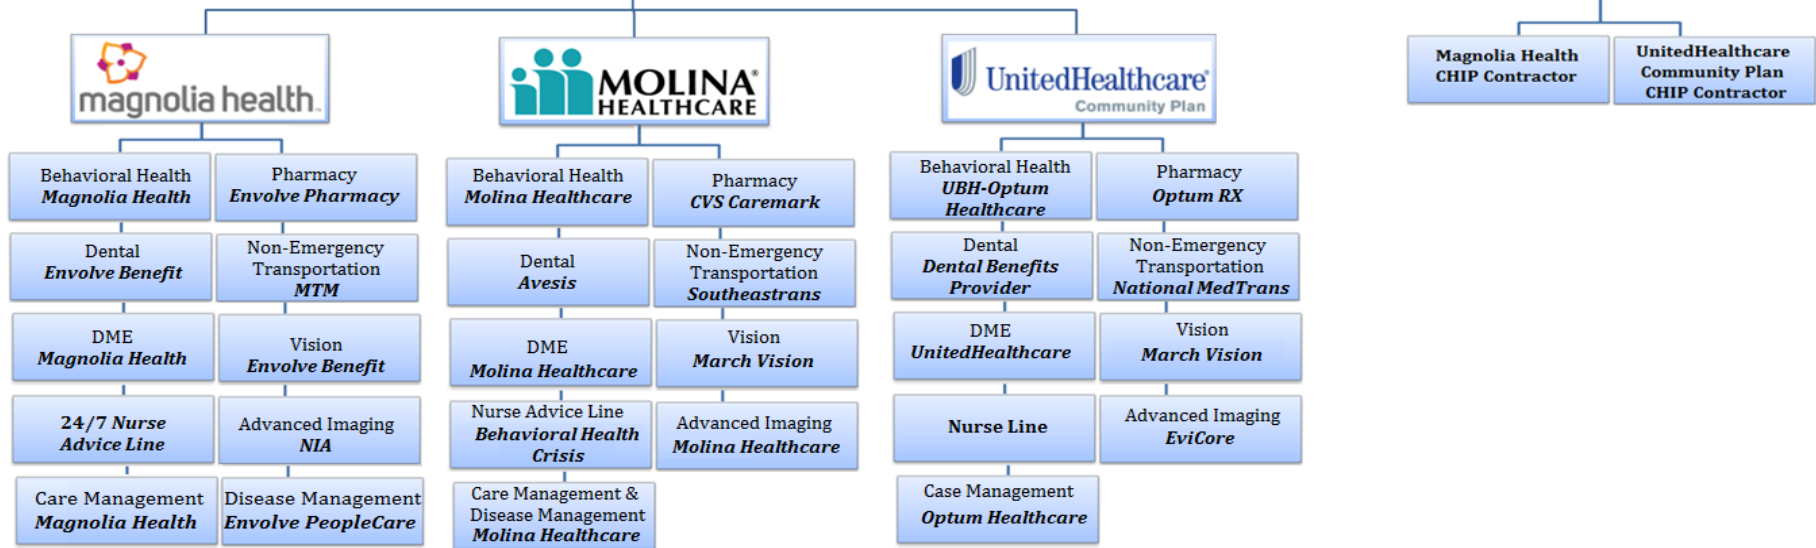 magnolia health™
MOLINA®
HEALTHCARE
UnitedHealthcare®
Community Plan
Magnolia Health
CHIP Contractor
UnitedHealthcare
Community Plan
CHIP Contractor
Behavioral Health
Magnolia Health
Pharmacy
Envolve Pharmacy
Dental
Envolve Benefit
Non-Emergency
Transportation
MTM
DME
Magnolia Health
Vision
Envolve Benefit
24/7 Nurse
Advice Line
Advanced Imaging
NIA
Care Management
Magnolia Health
Disease Management
Envolve PeopleCare
Behavioral Health
Molina Healthcare
Pharmacy
CVS Caremark
Dental
Avesis
Non-Emergency
Transportation
Southeastrans
DME
Molina Healthcare
Vision
March Vision
Nurse Advice Line
Behavioral Health
Crisis
Advanced Imaging
Molina Healthcare
Care Management &
Disease Management
Molina Healthcare
Behavioral Health
UBH-Optum
Healthcare
Pharmacy
Optum RX
Dental
Dental Benefits
Provider
Non-Emergency
Transportation
National MedTrans
DME
UnitedHealthcare
Vision
March Vision
Nurse Line
Advanced Imaging
EviCore
Case Management
Optum Healthcare